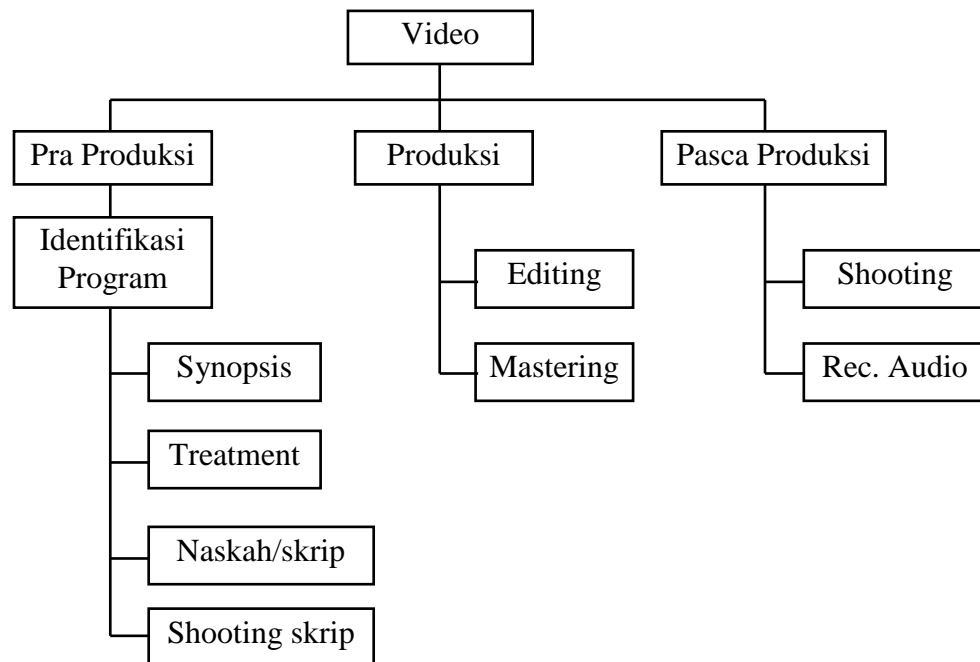 Video
Pra Produksi
Produksi
Pasca Produksi
Identifikasi
Program
Editing
Shooting
Synopsis
Mastering
Rec. Audio
Treatment
Naskah/skrip
Shooting skrip